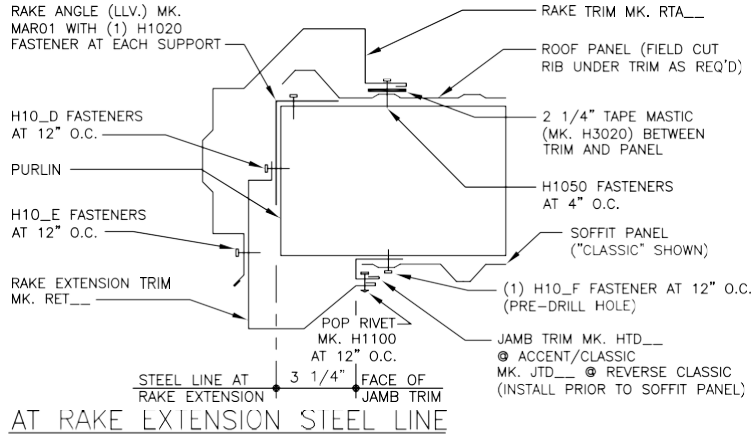 RAKE ANGLE (LLV.) MK.
MAR01 WITH (1) H1020
FASTENER AT EACH SUPPORT
H10_D FASTENERS
AT 12" O.C.
PURLIN
H10_E FASTENERS
AT 12" O.C.
RAKE EXTENSION TRIM
MK. RET__
RAKE TRIM MK. RTA__
ROOF PANEL (FIELD CUT
RIB UNDER TRIM AS REQ'D)
2 1/4" TAPE MASTIC
(MK. H3020) BETWEEN
TRIM AND PANEL
H1050 FASTENERS
AT 4" O.C.
SOFFIT PANEL
("CLASSIC" SHOWN)
(1) H10_F FASTENER AT 12" O.C.
(PRE-DRILL HOLE)
JAMB TRIM MK. HTD__
@ ACCENT/CLASSIC
MK. JTD__ @ REVERSE CLASSIC
(INSTALL PRIOR TO SOFFIT PANEL)
POP RIVET
MK. H1100
AT 12" O.C.
STEEL LINE AT
RAKE EXTENSION
3 1/4"
FACE OF
JAMB TRIM
AT RAKE EXTENSION STEEL LINE